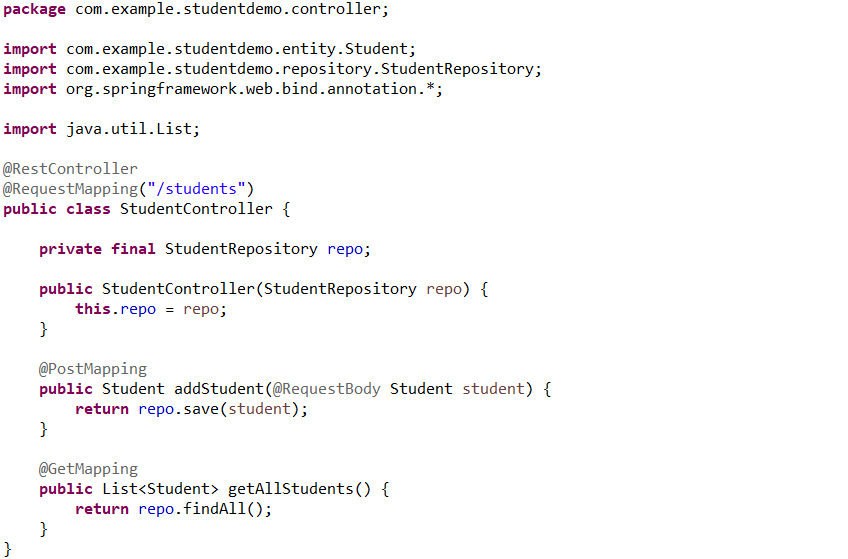 package com.example.studentdemo.controller;
import com.example.studentdemo.entity.Student;
import com.example.studentdemo.repository.StudentRepository;
import org.springframework.web.bind.annotation.*;
import java.util.List;
@RestController
@RequestMapping("/students")
public class StudentController {
    private final StudentRepository repo;
    public StudentController(StudentRepository repo) {
        this.repo = repo;
    }
    @PostMapping
    public Student addStudent(@RequestBody Student student) {
        return repo.save(student);
    }
    @GetMapping
    public List<Student> getAllStudents() {
        return repo.findAll();
    }
}